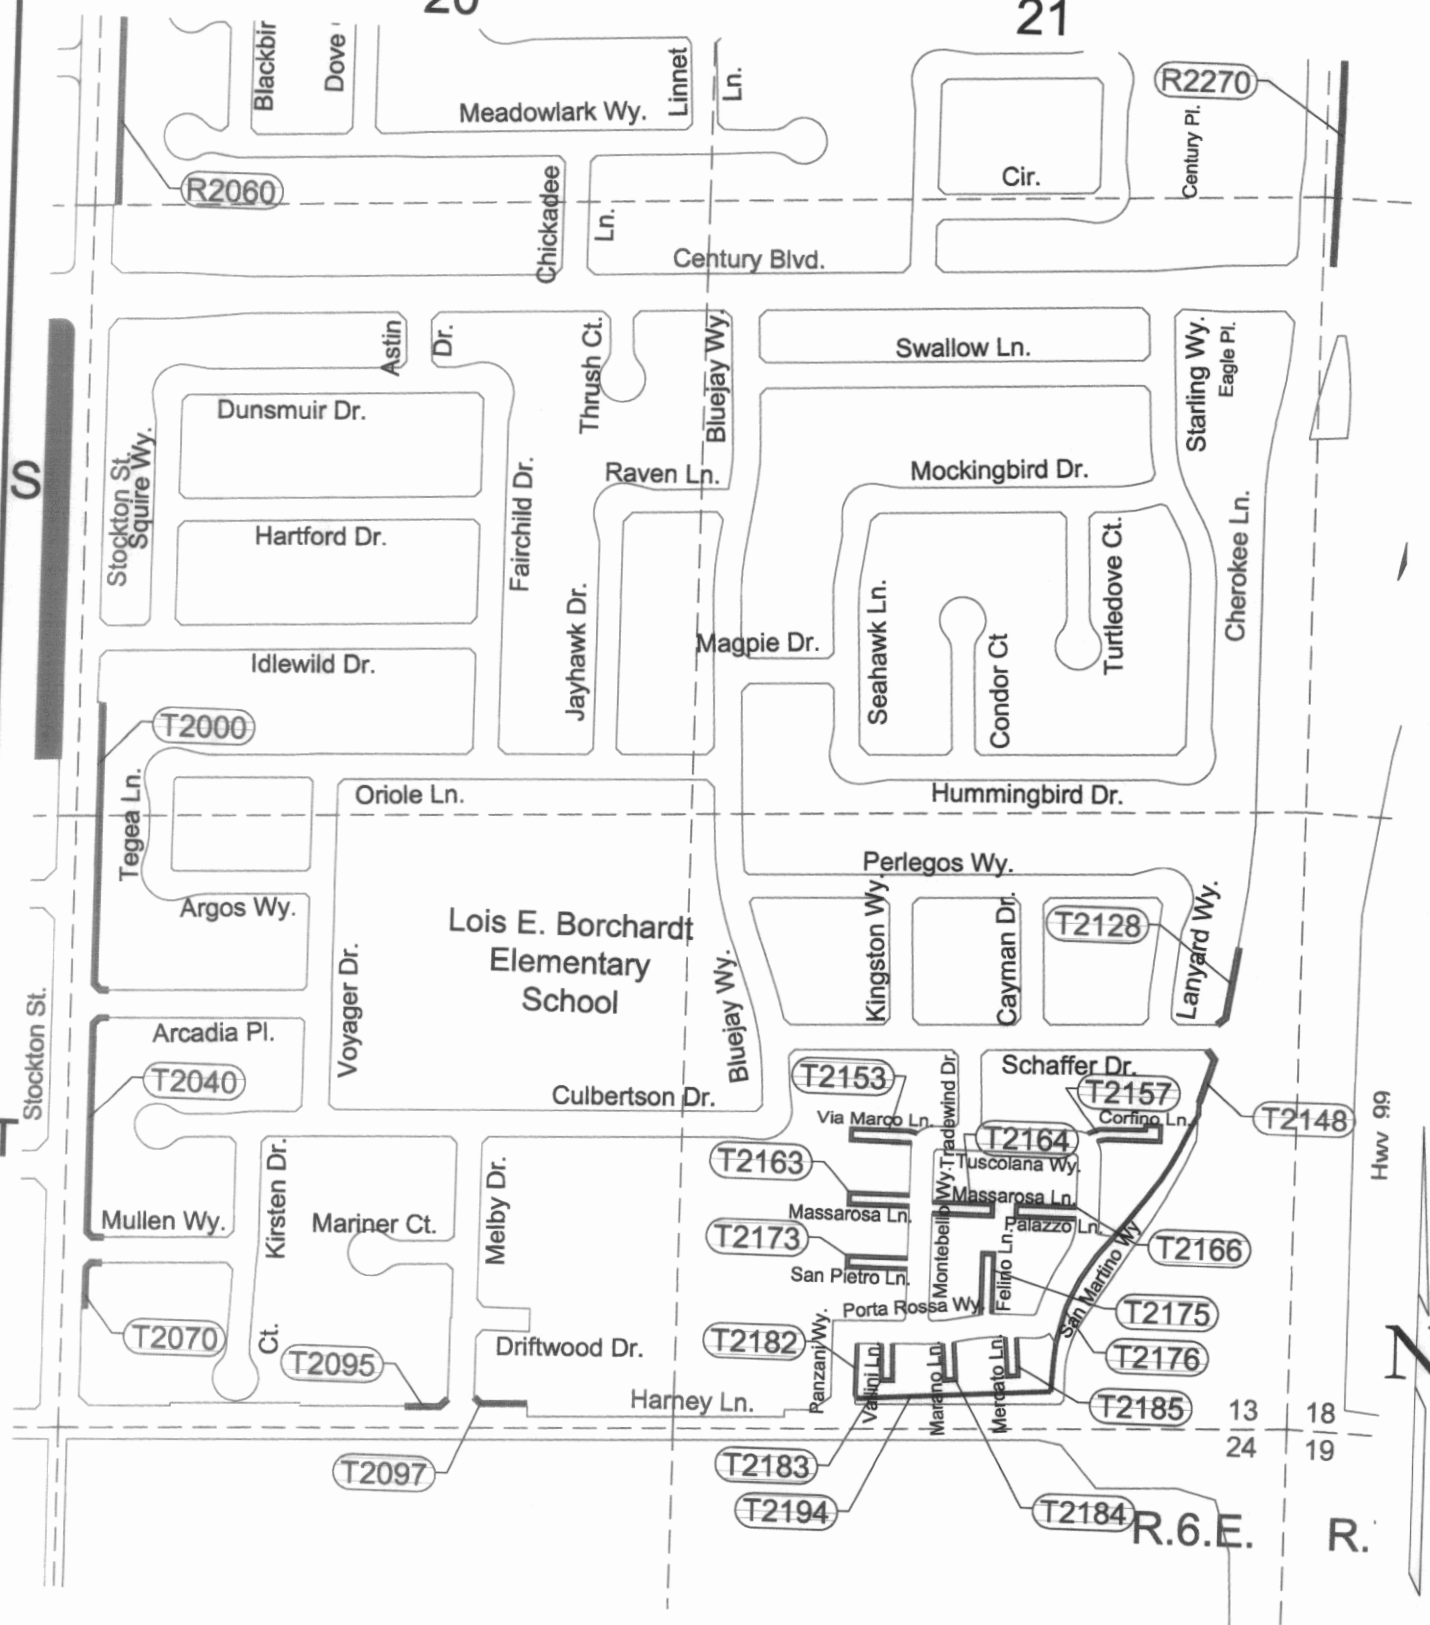 20
21
Blackbir
Dove
Linnet
Ln.
Meadowlark Wy.
R2270
Century Pl.
Cir.
R2060
Chickadee
Ln.
Century Blvd.
Astin
Dr.
Thrush Ct.
Bluejay Wy.
Swallow Ln.
Starling Wy.
Eagle Pl.
Dunsmuir Dr.
S
Stockton St.
Squire Wy.
Fairchild Dr.
Raven Ln.
Mockingbird Dr.
Hartford Dr.
Cherokee Ln.
Turtledove Ct.
Jayhawk Dr.
Magpie Dr.
Seahawk Ln.
Condor Ct
Idlewild Dr.
T2000
Tegea Ln.
Oriole Ln.
Hummingbird Dr.
Perlegos Wy.
Argos Wy.
Lois E. Borchardt
Elementary
School
Kingston Wy.
Cayman Dr.
T2128
Lanyard Wy.
Voyager Dr.
Bluejay Wy.
Stockton St.
Arcadia Pl.
T2040
Culbertson Dr.
Schaffer Dr.
T2153
Tradewind Dr.
T2157
Via Marco Ln.
Corfino Ln.
T2148
Hwy 99
T
T2164
T2163
Tuscolana Wy.
Kirsten Dr.
Ct.
Melby Dr.
Massarosa Ln.
Massarosa Ln.
Mullen Wy.
Mariner Ct.
Montebello Wy.
Palazzo Ln.
T2173
T2166
San Pietro Ln.
Felino Ln.
San Martino Wy
Porta Rossa Wy.
T2175
T2070
T2095
Driftwood Dr.
T2182
T2176
N
Panzani Wy.
Vallini Ln.
Marano Ln.
Mercato Ln.
Harney Ln.
T2185
13
18
24
19
T2097
T2183
T2194
T2184
R.6.E.
R.